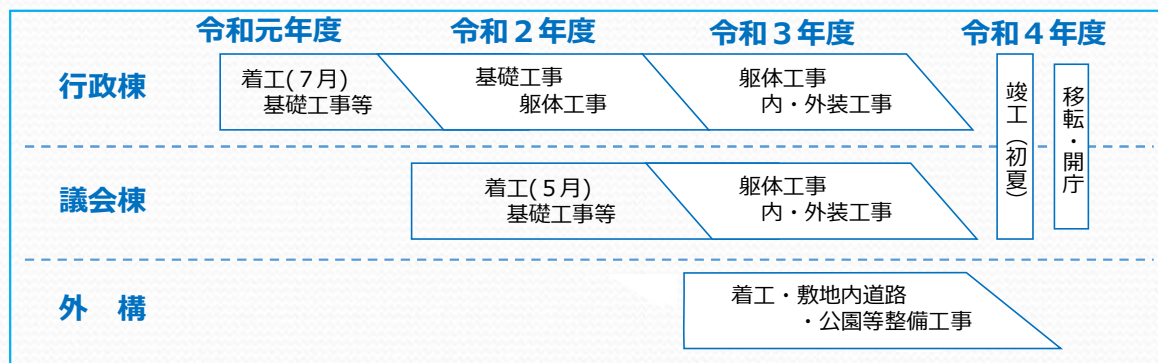 令和元年度 令和２年度 令和３年度 令和４年度
行政棟
着工(７月)
基礎工事等
基礎工事
躯体工事
躯体工事
内・外装工事
竣工（初夏）
移転・開庁
議会棟
着工(５月)
基礎工事等
躯体工事
内・外装工事
外　構
着工・敷地内道路
・公園等整備工事